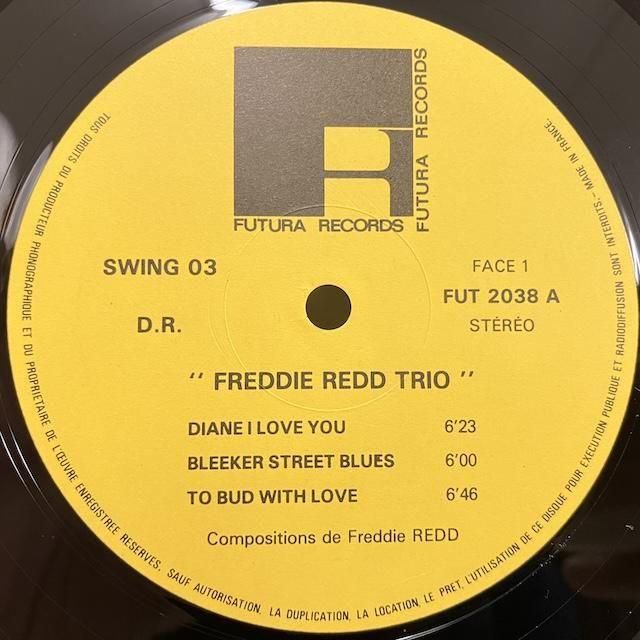 FUTURA RECORDS
FUTURA RECORDS
SWING 03
FACE 1
FUT 2038 A
D.R.
STÉRÉO
" FREDDIE REDD TRIO "
DIANE I LOVE YOU 6'23
BLEEKER STREET BLUES 6'00
TO BUD WITH LOVE 6'46
Compositions de Freddie REDD
TOUS DROITS DU PRODUCTEUR PHONOGRAPHIQUE ET DU PROPRIETAIRE DE L'ŒUVRE ENREGISTREE RESERVES. SAUF AUTORISATION, LA DUPLICATION, LA LOCATION, LE PRET, L'UTILISATION DE CE DISQUE POUR EXECUTION PUBLIQUE ET RADIODIFFUSION SONT INTERDITS. - MADE IN FRANCE.